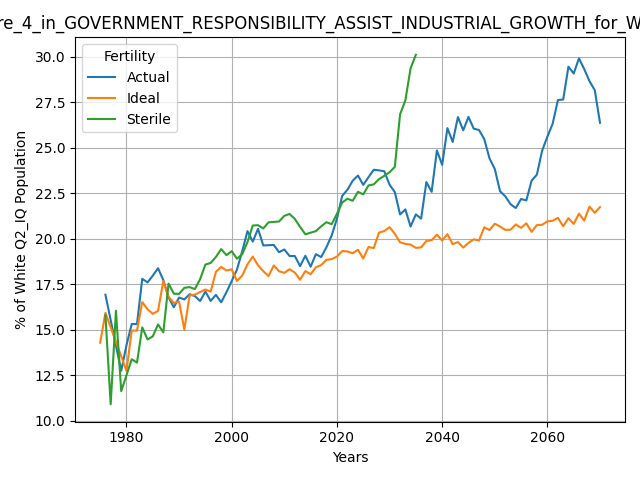 re_4_in_GOVERNMENT_RESPONSIBILITY_ASSIST_INDUSTRIAL_GROWTH_for_W
Fertility
Actual
Ideal
Sterile
% of White Q2_IQ Population
30.0
27.5
25.0
22.5
20.0
17.5
15.0
12.5
10.0
1980
2000
2020
2040
2060
Years